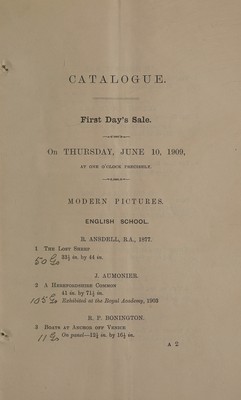 CATALOGUE.
First Day's Sale.
On THURSDAY, JUNE 10, 1909,
AT ONE O'CLOCK PRECISELY.
MODERN PICTURES.
ENGLISH SCHOOL.
R. ANSDELL, R.A., 1877.
1 The Lost Sheep
33½ in. by 44 in.
J. AUMONIER.
2 A Herefordshire Common
41 in. by 71½ in.
Exhibited at the Royal Academy, 1903
R. P. BONINGTON.
3 Boats at Anchor off Venice
On panel—12½ in. by 16½ in.
A 2